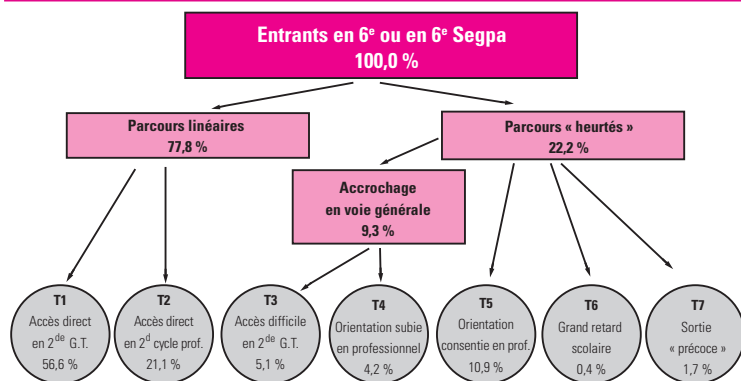 Entrants en 6e ou en 6e Segpa
100,0 %
Parcours linéaires
77,8 %
Parcours « heurtés »
22,2 %
Accrochage
en voie générale
9,3 %
T1
Accès direct
en 2de G.T.
56,6 %
T2
Accès direct
en 2d cycle prof.
21,1 %
T3
Accès difficile
en 2de G.T.
5,1 %
T4
Orientation subie
en professionnel
4,2 %
T5
Orientation
consentie en prof.
10,9 %
T6
Grand retard
scolaire
0,4 %
T7
Sortie
« précoce »
1,7 %